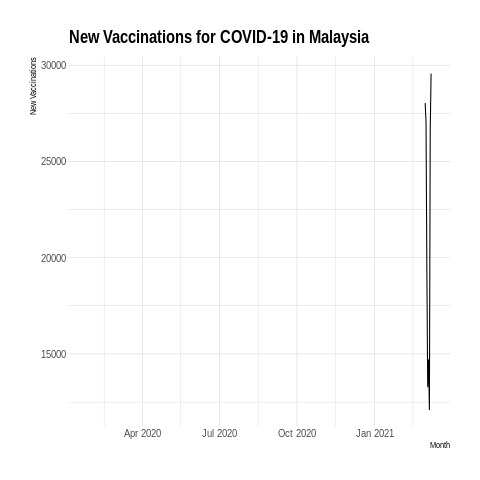 New Vaccinations for COVID-19 in Malaysia
New Vaccinations
30000
25000
20000
15000
Apr 2020 Jul 2020 Oct 2020 Jan 2021
Month